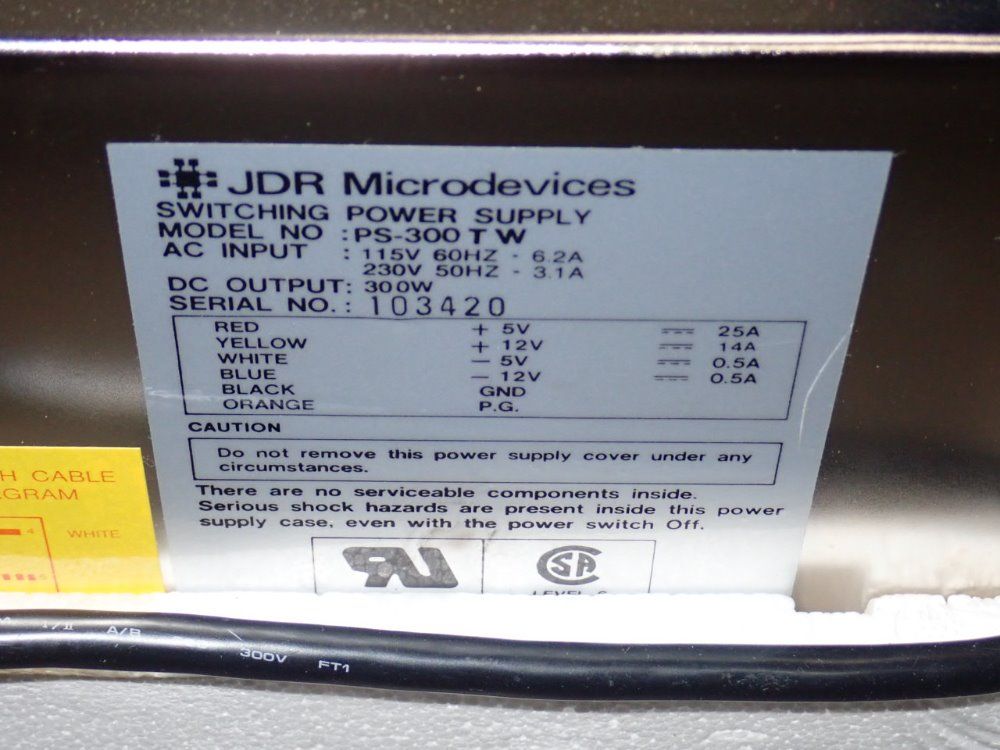 JDR Microdevices
SWITCHING POWER SUPPLY
MODEL NO : PS-300 TW
AC INPUT : 115V 60HZ - 6.2A
230V 50HZ - 3.1A
DC OUTPUT: 300W
SERIAL NO. : 103420
RED + 5V 25A
YELLOW + 12V 14A
WHITE – 5V 0.5A
BLUE – 12V 0.5A
BLACK GND
ORANGE P.G.
CAUTION
Do not remove this power supply cover under any
circumstances.
There are no serviceable components inside.
Serious shock hazards are present inside this power
supply case, even with the power switch Off.
H CABLE
GRAM
4 WHITE
SA
A/B 300V FT1